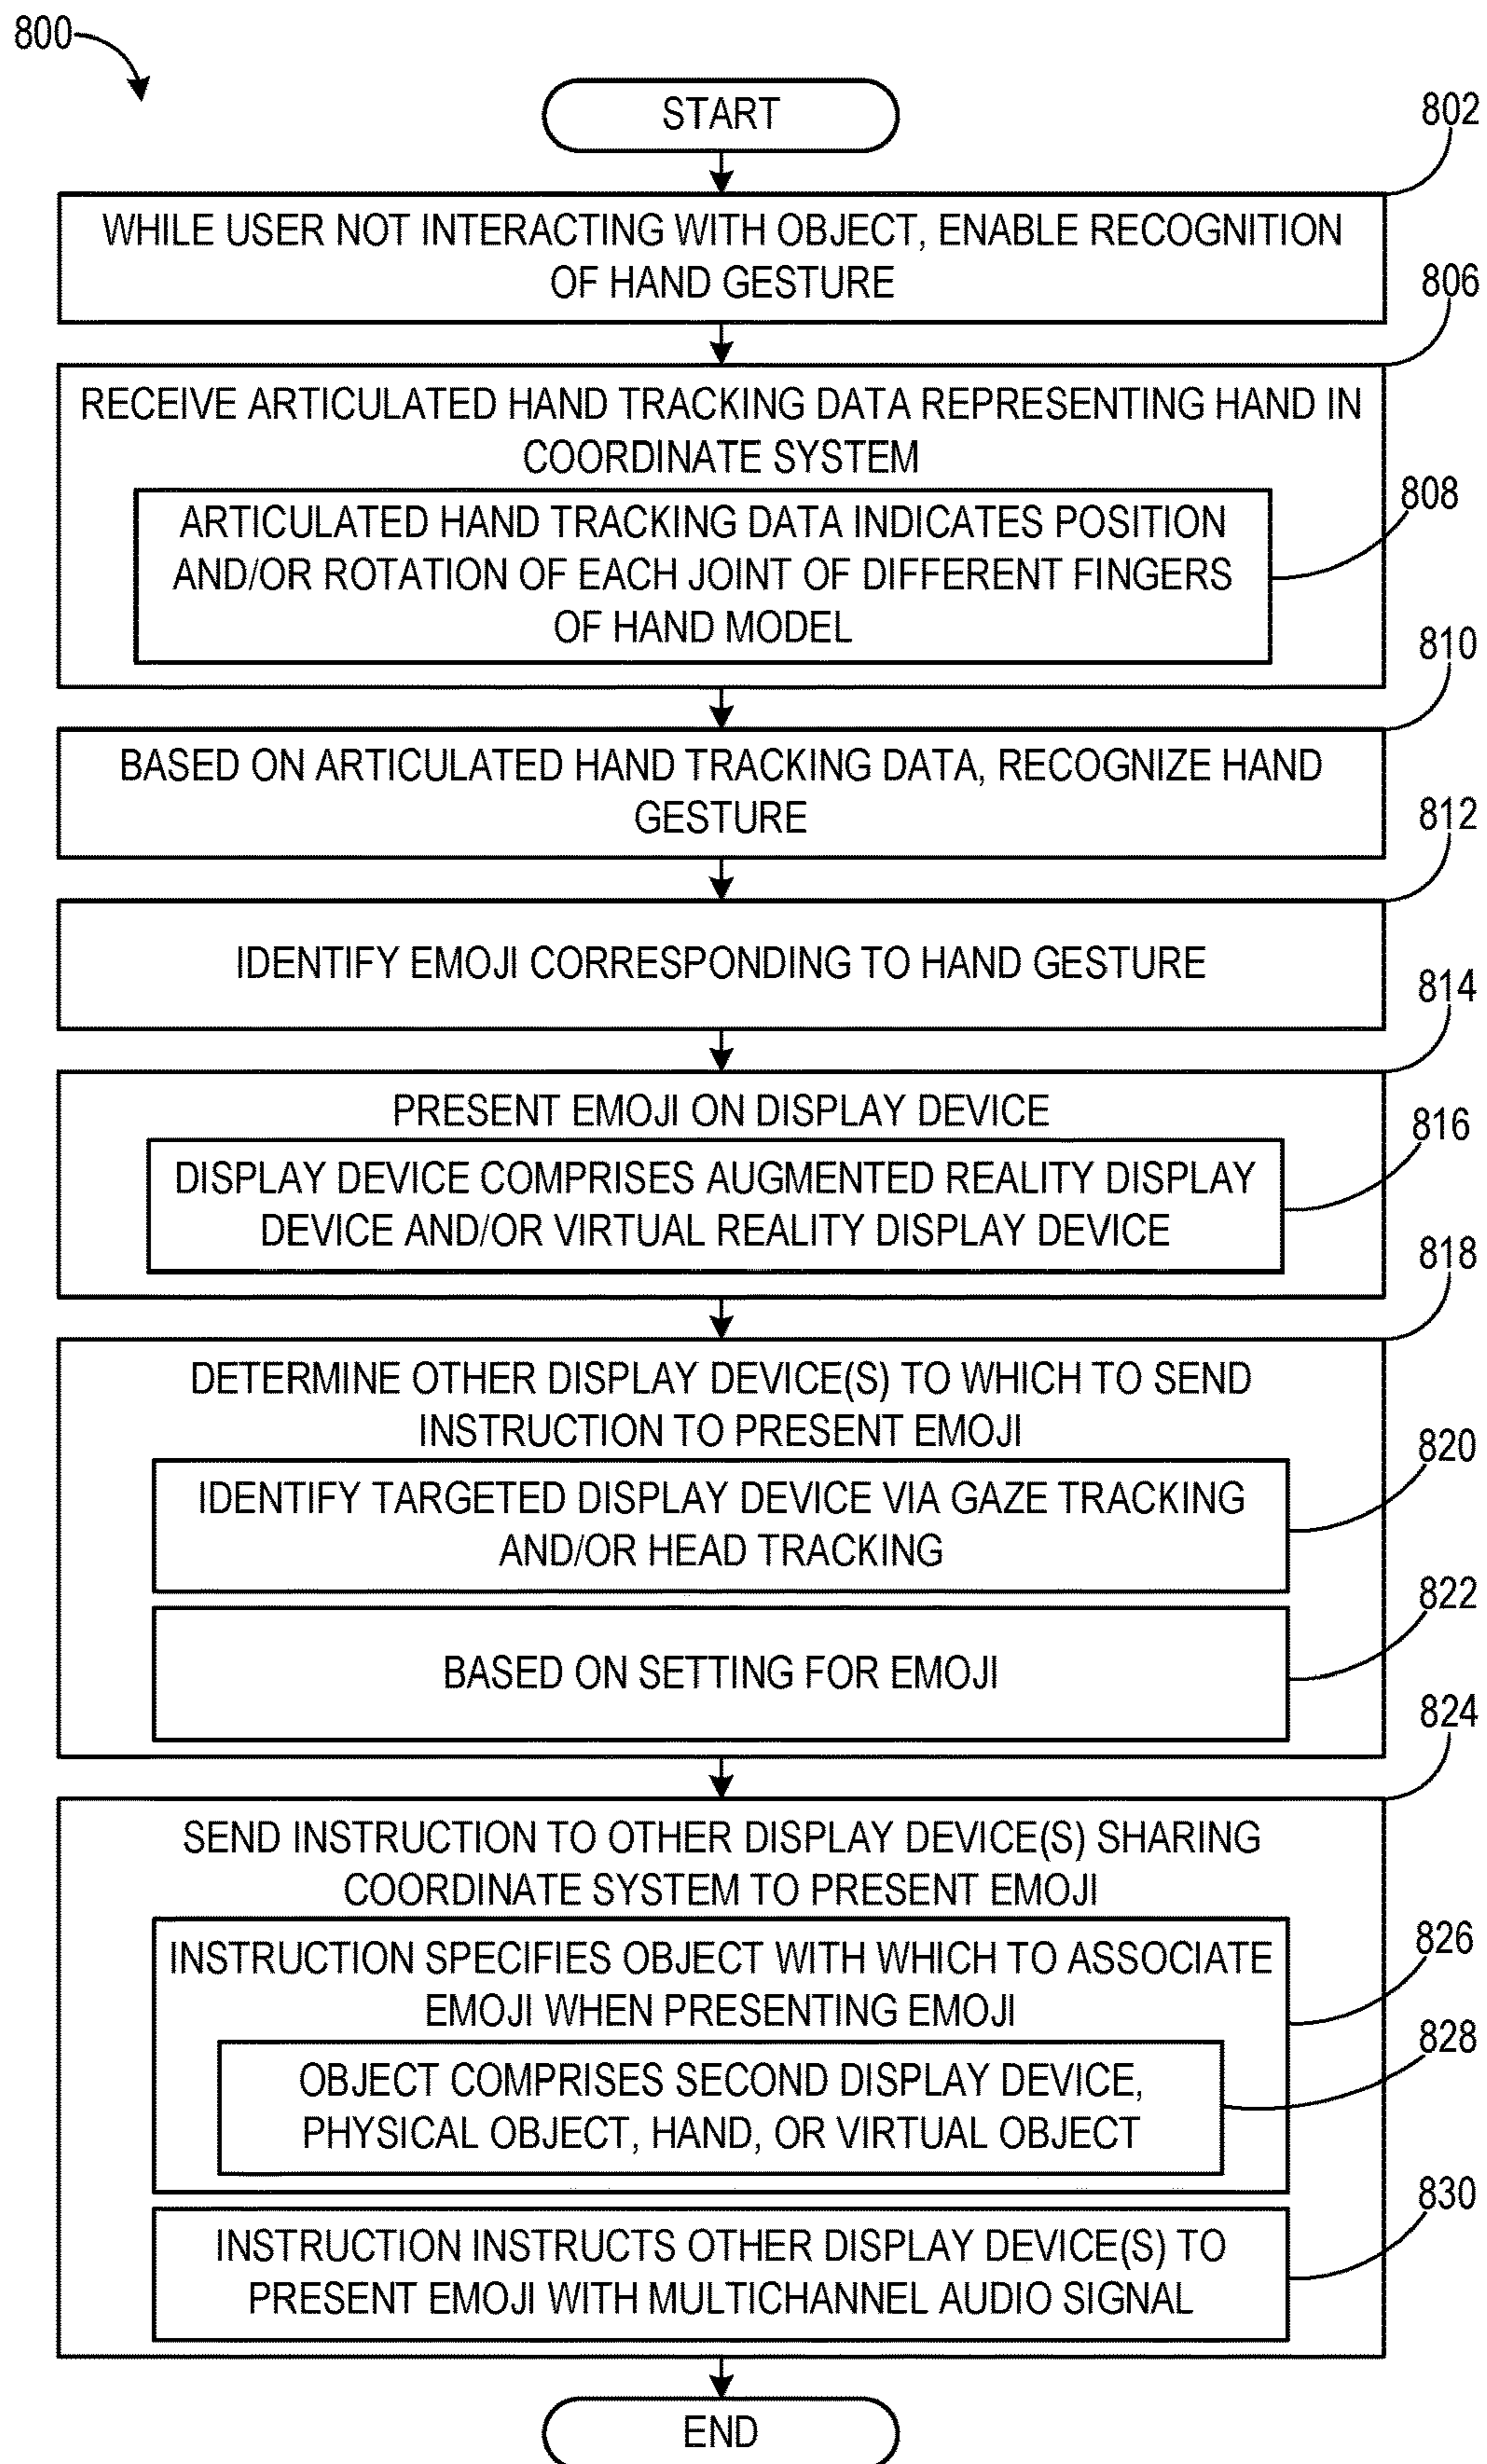 800
START
802
WHILE USER NOT INTERACTING WITH OBJECT, ENABLE RECOGNITION
OF HAND GESTURE
806
RECEIVE ARTICULATED HAND TRACKING DATA REPRESENTING HAND IN
COORDINATE SYSTEM
808
ARTICULATED HAND TRACKING DATA INDICATES POSITION
AND/OR ROTATION OF EACH JOINT OF DIFFERENT FINGERS
OF HAND MODEL
810
BASED ON ARTICULATED HAND TRACKING DATA, RECOGNIZE HAND
GESTURE
812
IDENTIFY EMOJI CORRESPONDING TO HAND GESTURE
814
PRESENT EMOJI ON DISPLAY DEVICE
816
DISPLAY DEVICE COMPRISES AUGMENTED REALITY DISPLAY
DEVICE AND/OR VIRTUAL REALITY DISPLAY DEVICE
818
DETERMINE OTHER DISPLAY DEVICE(S) TO WHICH TO SEND
INSTRUCTION TO PRESENT EMOJI
820
IDENTIFY TARGETED DISPLAY DEVICE VIA GAZE TRACKING
AND/OR HEAD TRACKING
822
BASED ON SETTING FOR EMOJI
824
SEND INSTRUCTION TO OTHER DISPLAY DEVICE(S) SHARING
COORDINATE SYSTEM TO PRESENT EMOJI
826
INSTRUCTION SPECIFIES OBJECT WITH WHICH TO ASSOCIATE
EMOJI WHEN PRESENTING EMOJI
828
OBJECT COMPRISES SECOND DISPLAY DEVICE,
PHYSICAL OBJECT, HAND, OR VIRTUAL OBJECT
830
INSTRUCTION INSTRUCTS OTHER DISPLAY DEVICE(S) TO
PRESENT EMOJI WITH MULTICHANNEL AUDIO SIGNAL
END